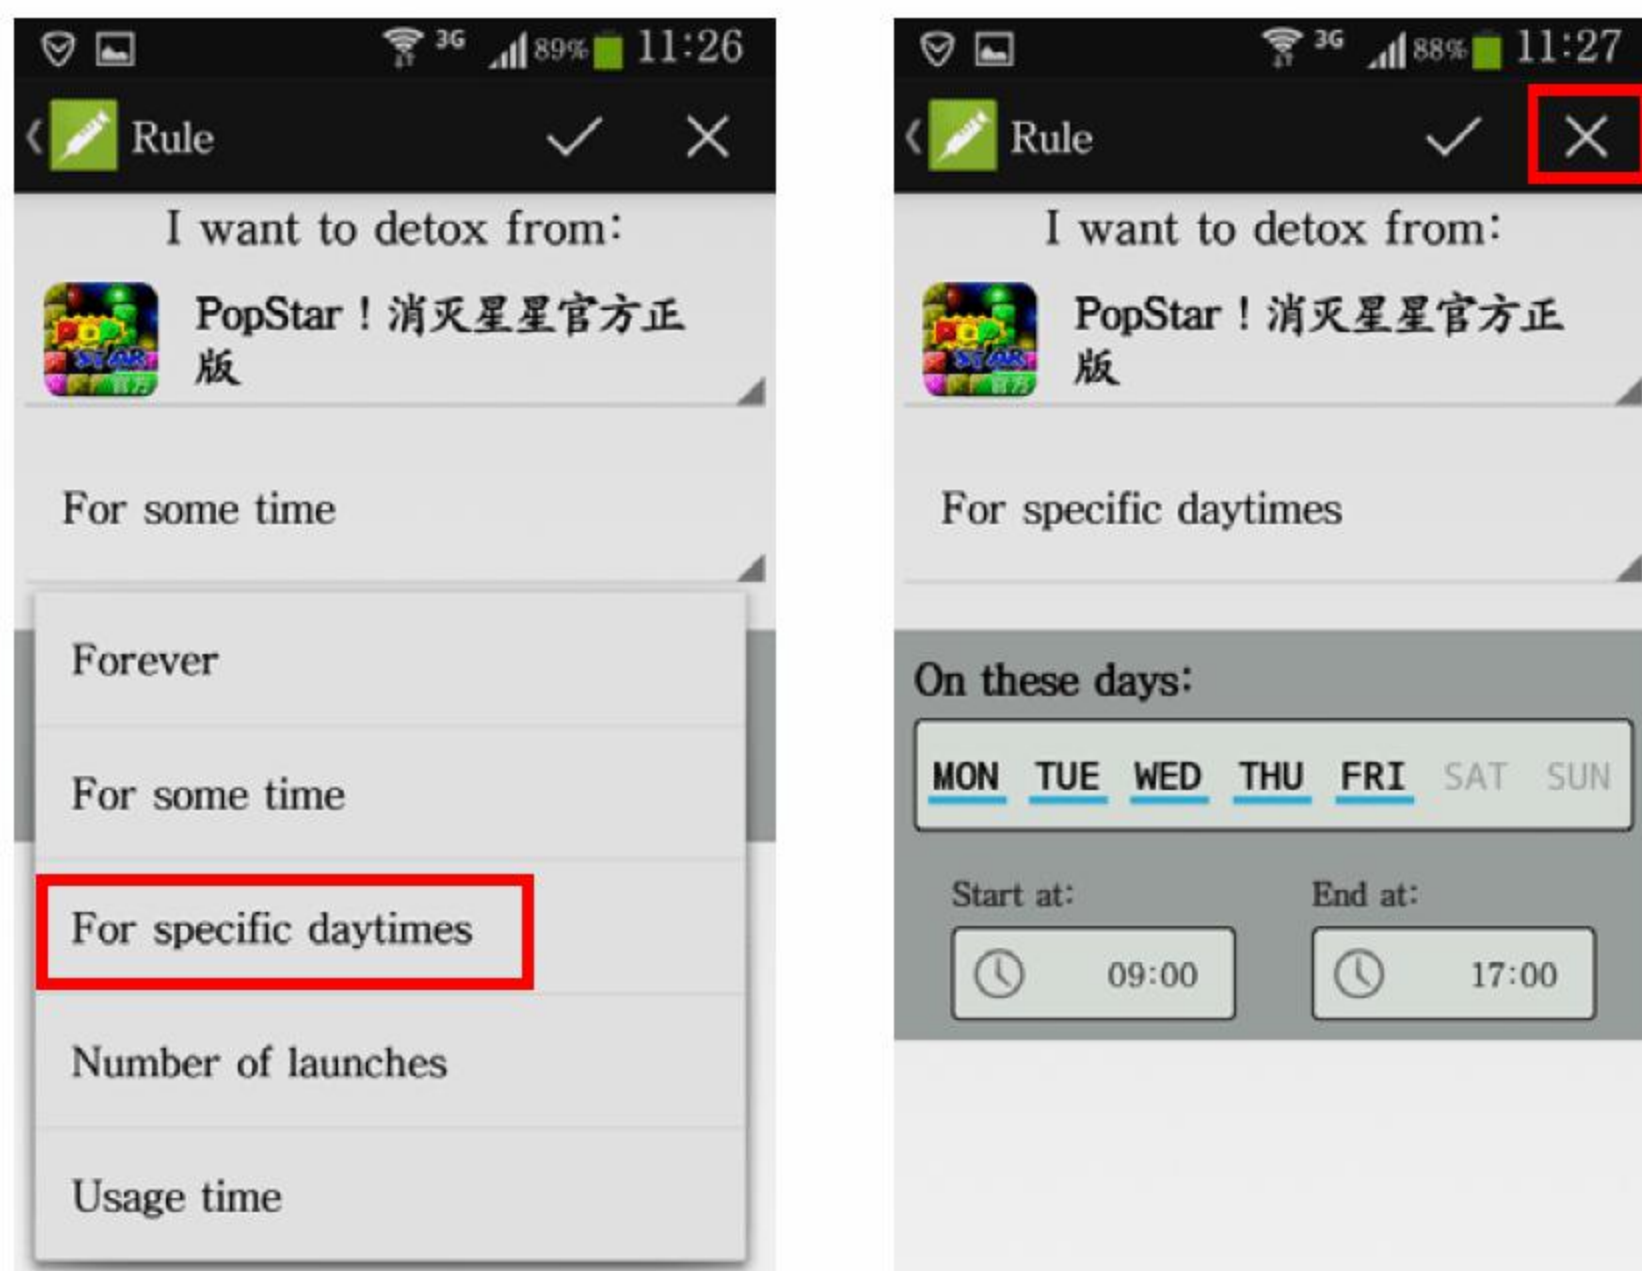 3G 89% 11:26
Rule
I want to detox from:
PopStar！消灭星星官方正
版
For some time
Forever
For some time
For specific daytimes
Number of launches
Usage time
3G 88% 11:27
Rule
I want to detox from:
PopStar！消灭星星官方正
版
For specific daytimes
On these days:
MON TUE WED THU FRI SAT SUN
Start at: End at:
09:00 17:00